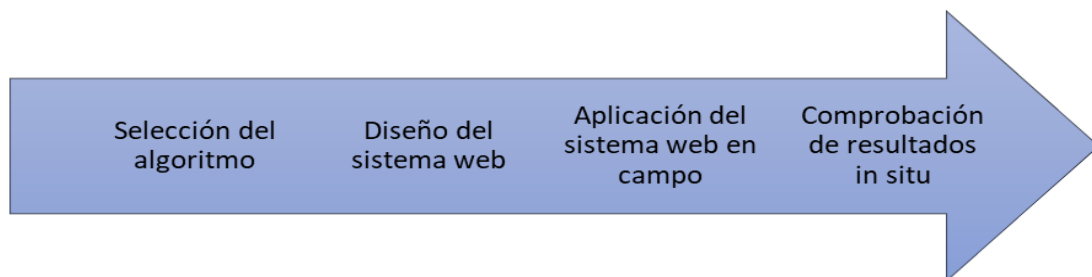 Selección del
algoritmo
Diseño del
sistema web
Aplicación del
sistema web en
campo
Comprobación
de resultados
in situ